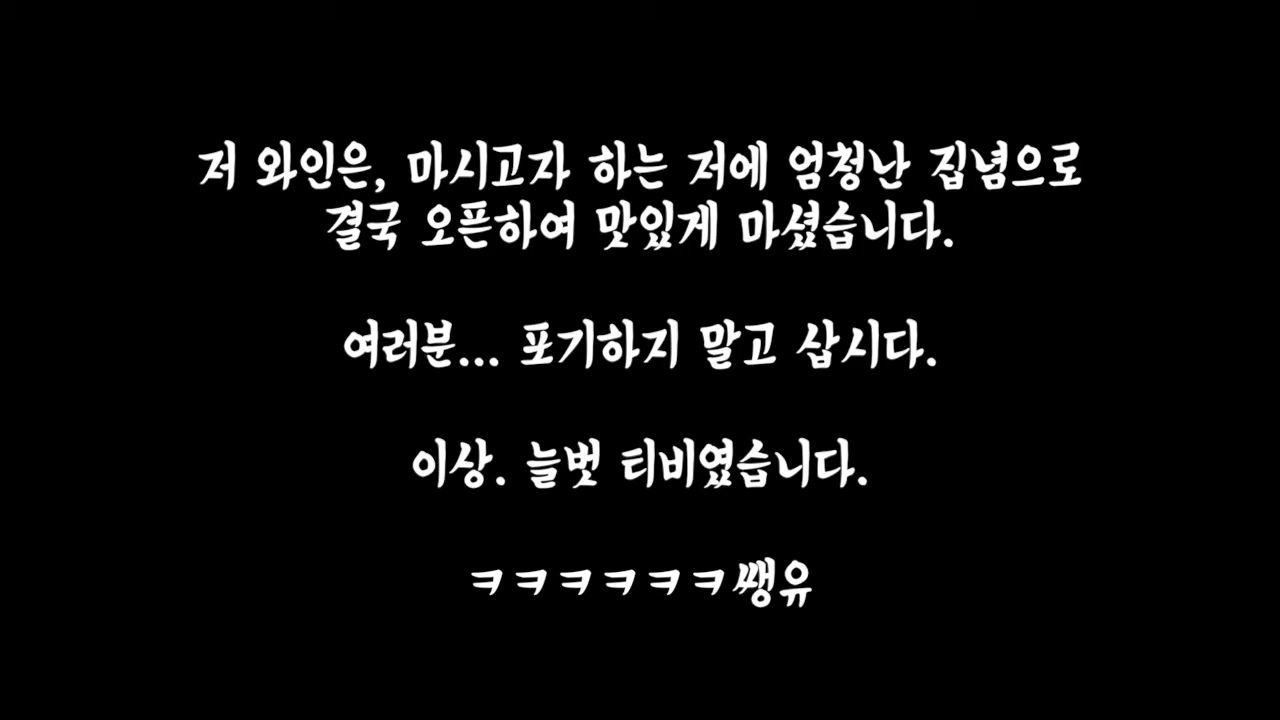 저 와인은, 마시고자 하는 저에 엄청난 집념으로
결국 오픈하여 맛있게 마셨습니다.
여러분... 포기하지 말고 삽시다.
이상. 늘벗 티비였습니다.
ㅋㅋㅋㅋㅋㅋ쌩유